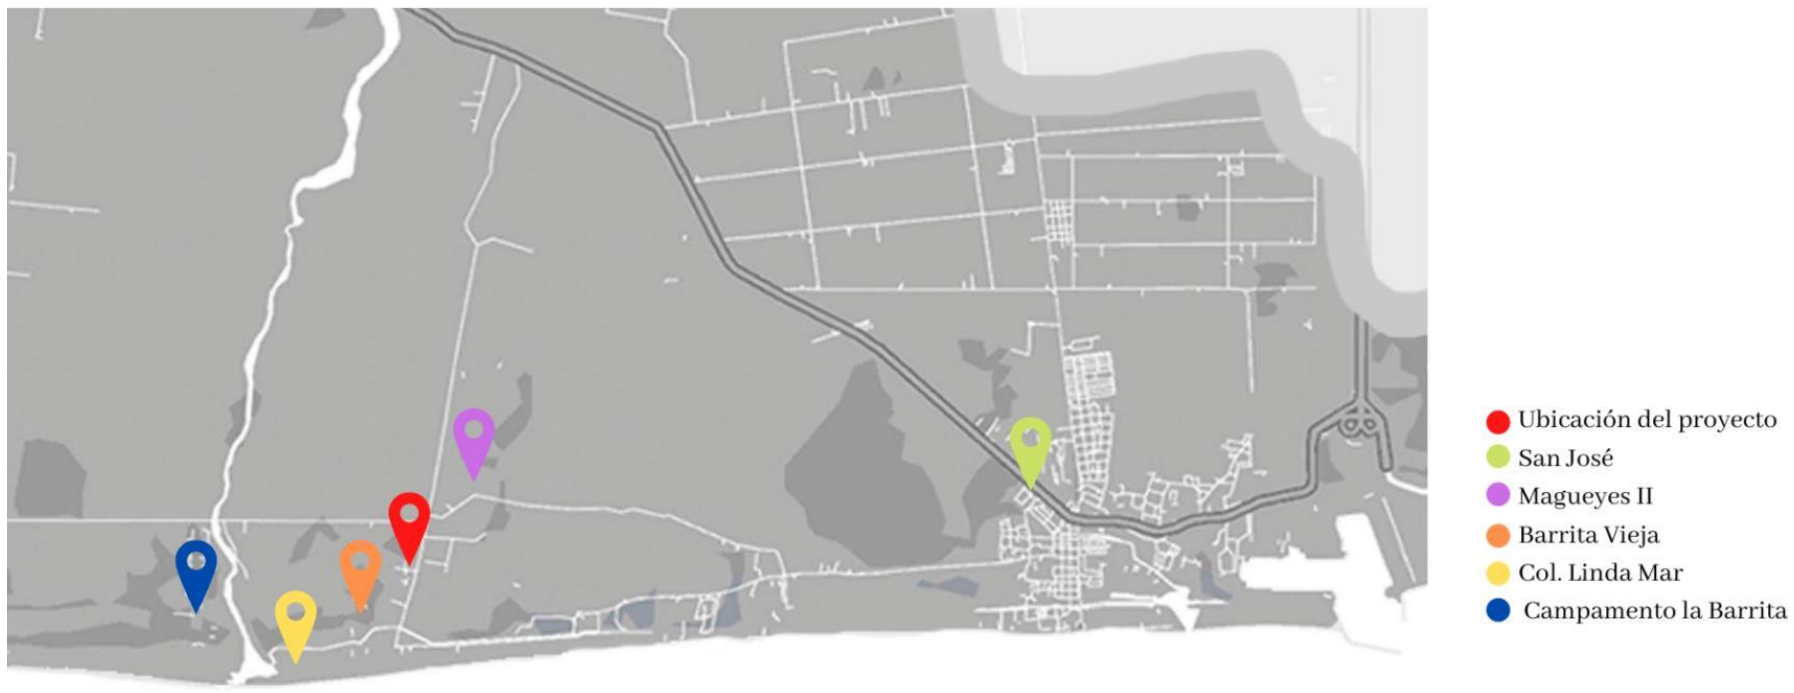 Ubicación del proyecto
San José
Magueyes II
Barrita Vieja
Col. Linda Mar
Campamento la Barrita